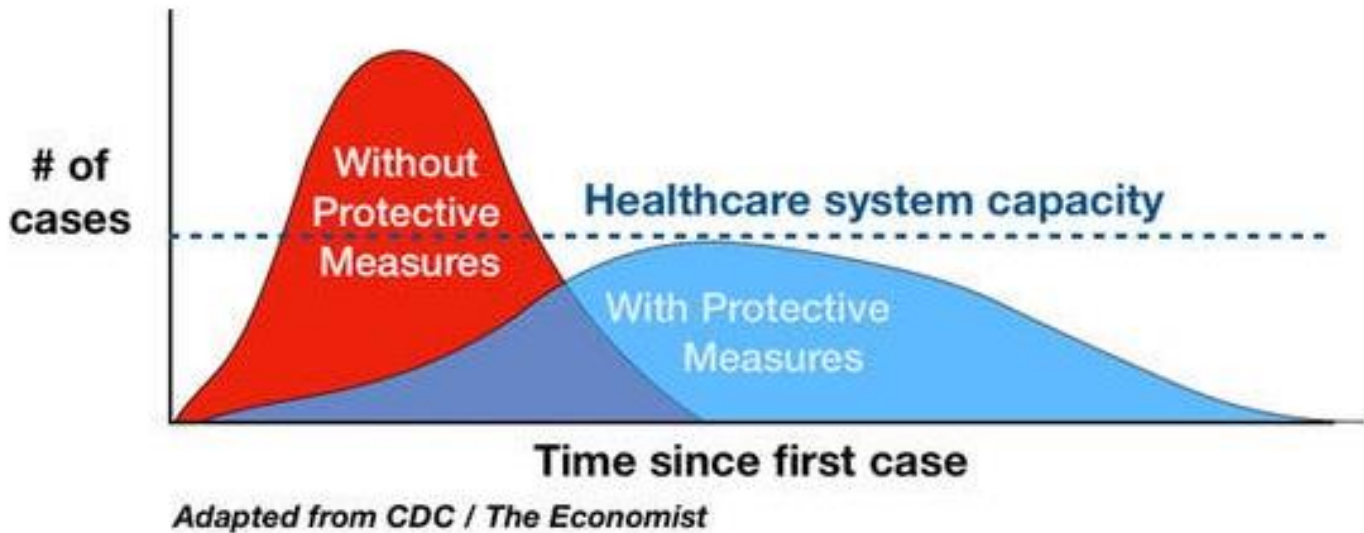 # of
cases
Without
Protective
Measures
Healthcare system capacity
With Protective
Measures
Time since first case
Adapted from CDC / The Economist